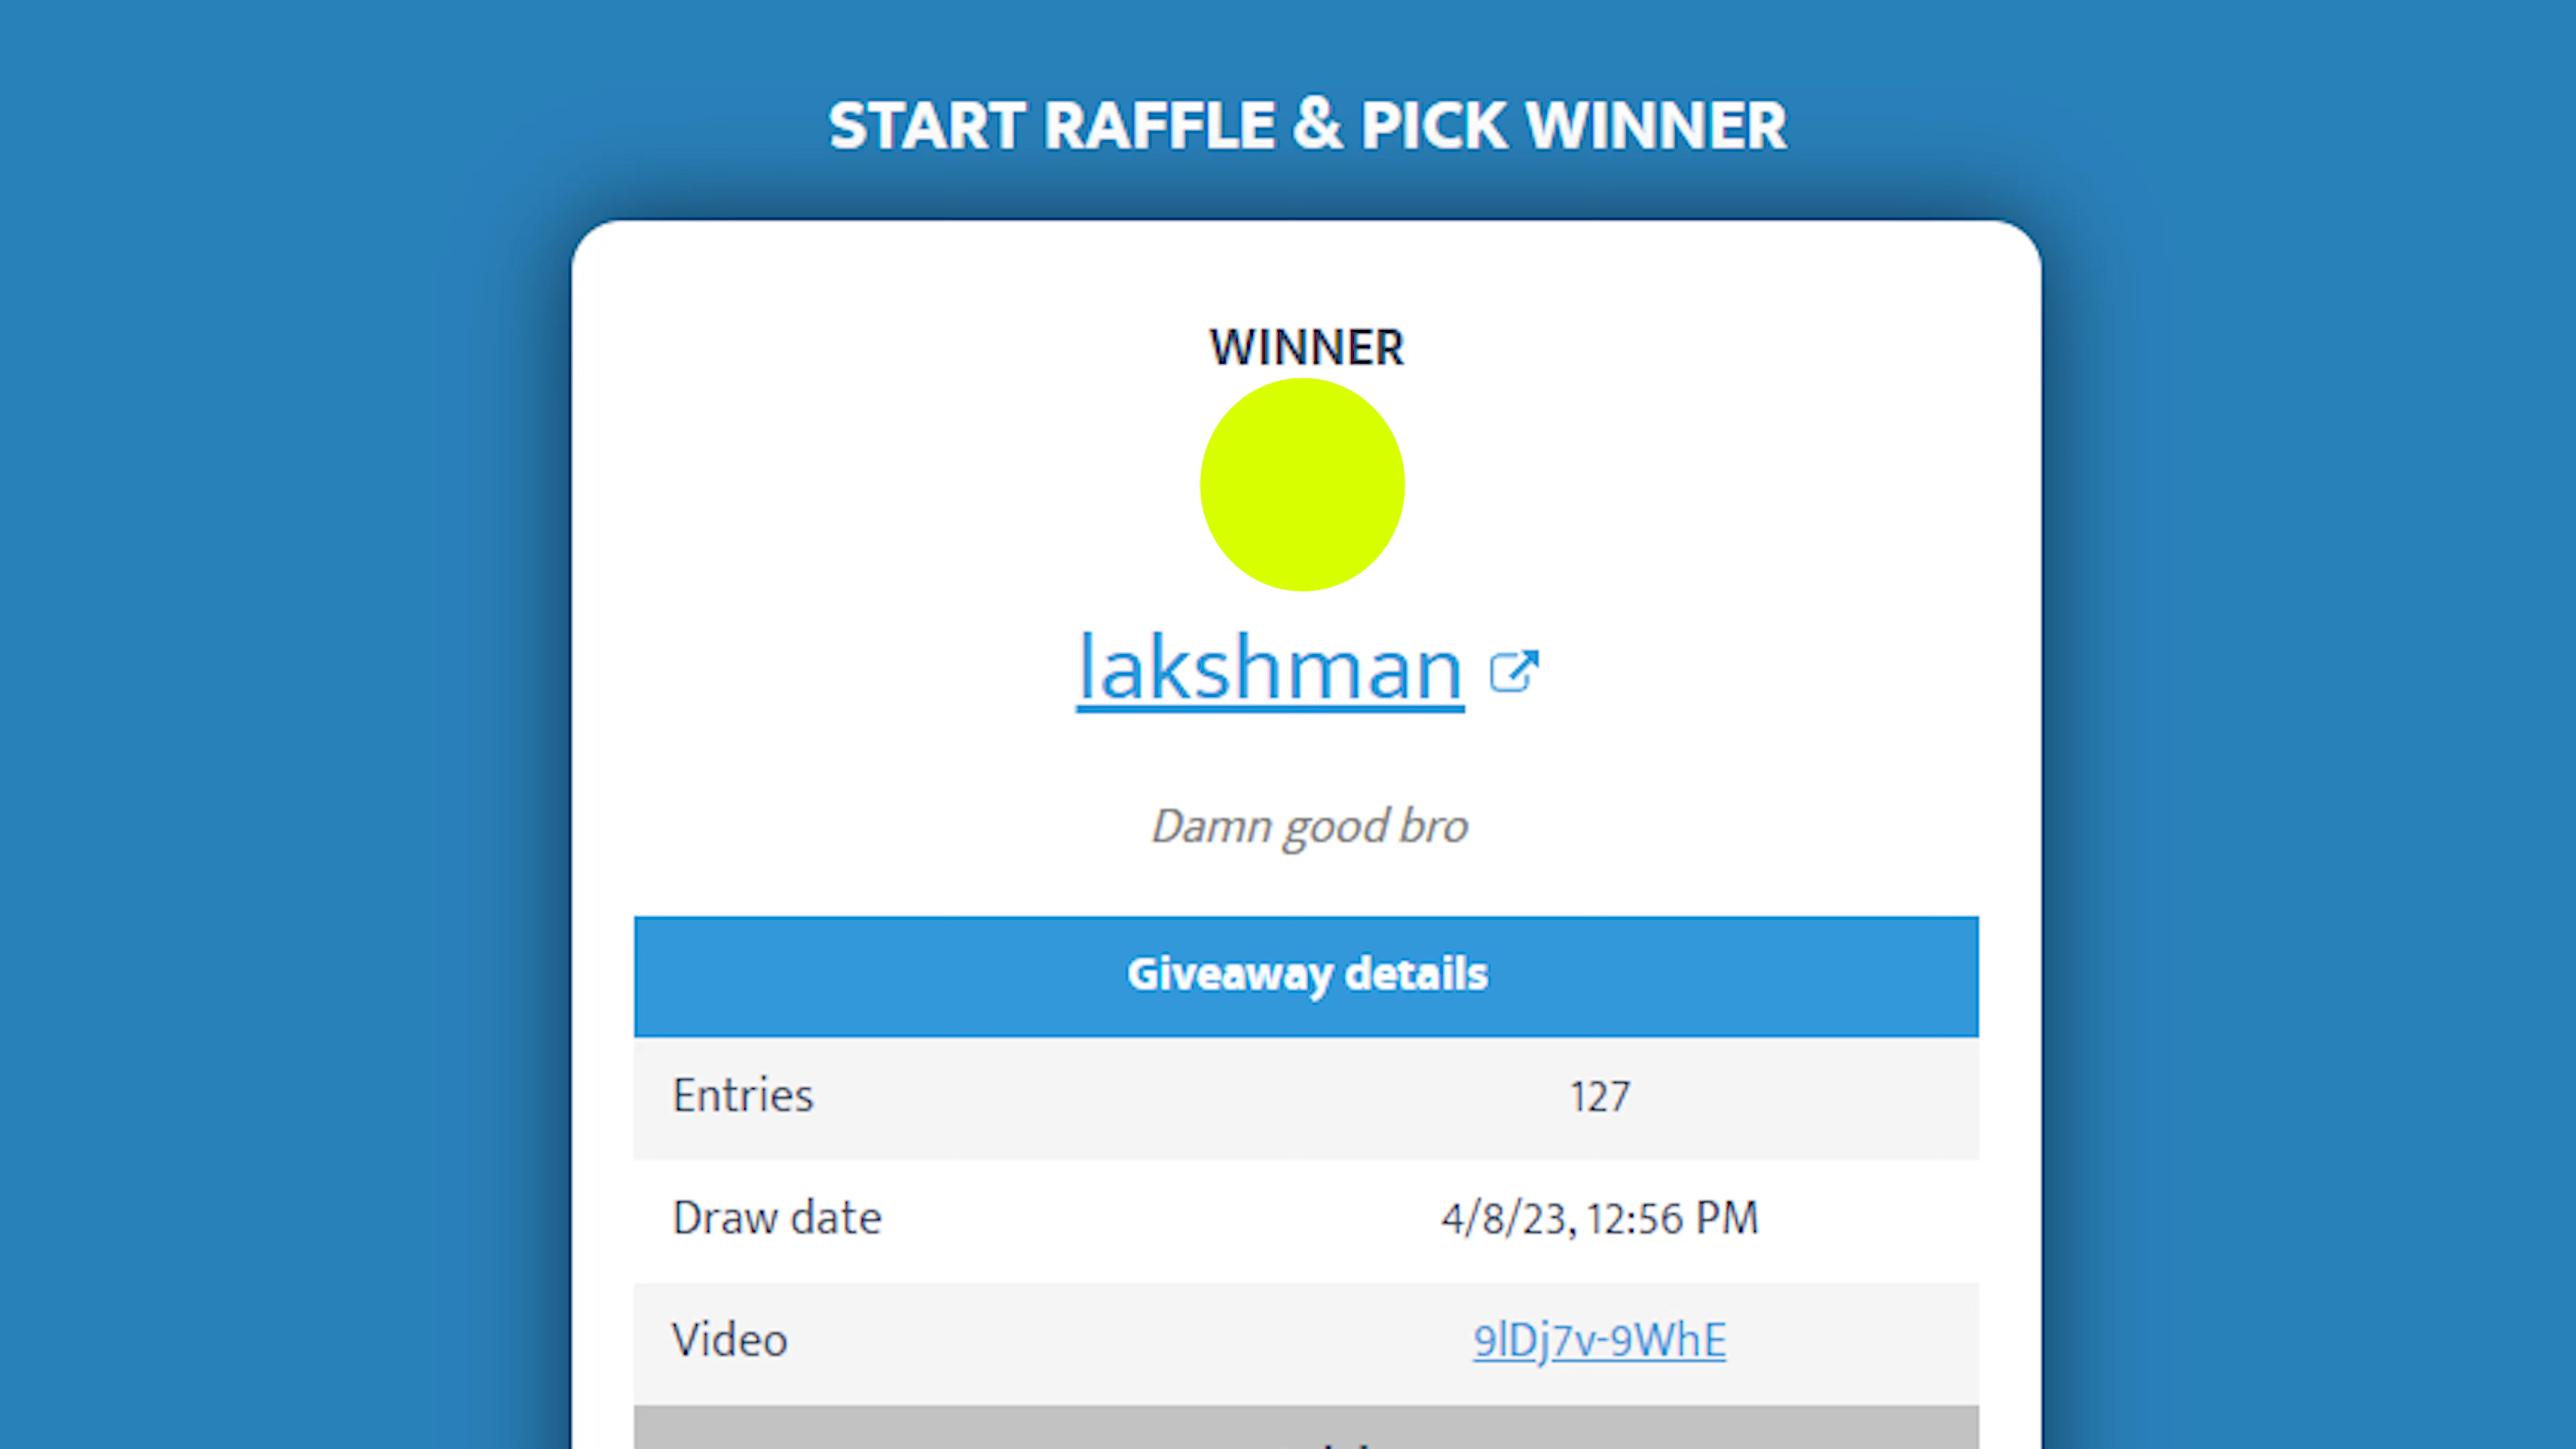 START RAFFLE & PICK WINNER
WINNER
lakshman
Damn good bro
Giveaway details
Entries 127
Draw date 4/8/23, 12:56 PM
Video 9lDj7v-9WhE